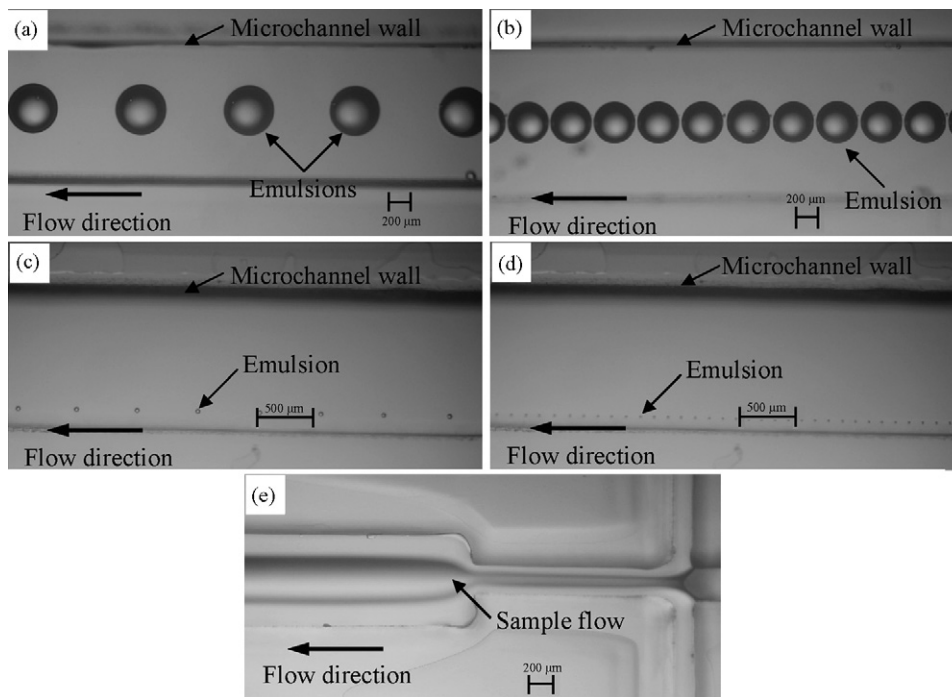 (a)
Microchannel wall
Emulsions
Flow direction
200 μm
(b)
Microchannel wall
Emulsion
Flow direction
200 μm
(c)
Microchannel wall
Emulsion
500 μm
Flow direction
(d)
Microchannel wall
Emulsion
500 μm
Flow direction
(e)
Sample flow
Flow direction
200 μm